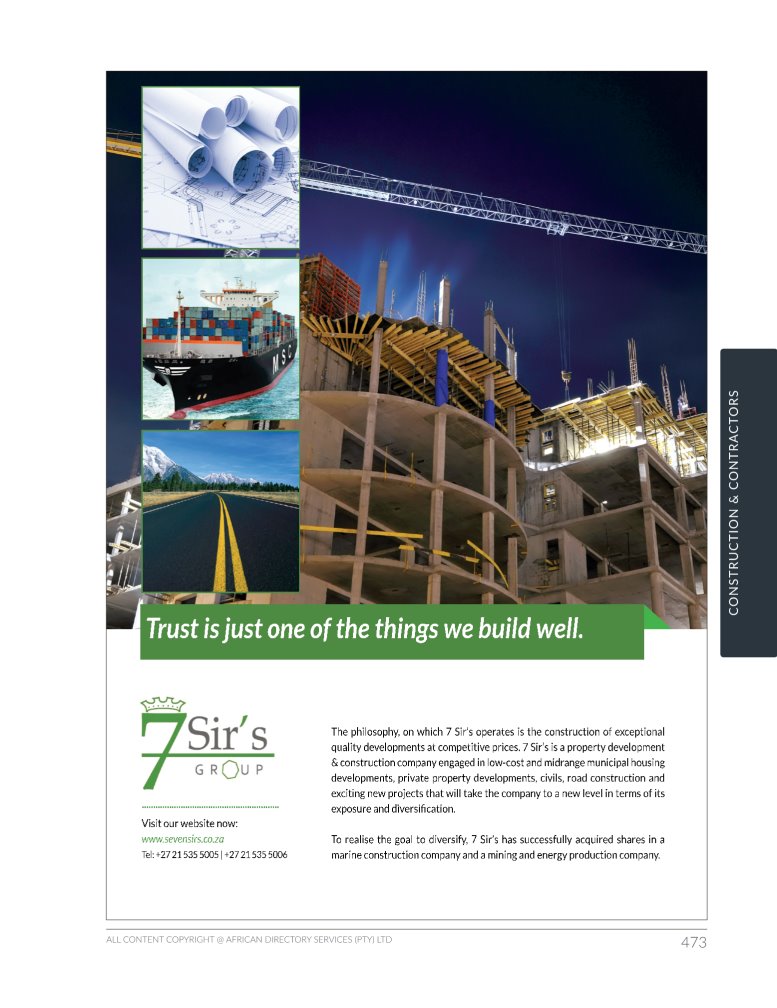 MSC
CONSTRUCTION & CONTRACTORS
Trust is just one of the things we build well.
7 Sir's
GROUP
Visit our website now:
www.sevensirs.co.za
Tel: +27 21 535 5005 | +27 21 535 5006
The philosophy, on which 7 Sir's operates is the construction of exceptional
quality developments at competitive prices. 7 Sir's is a property development
& construction company engaged in low-cost and midrange municipal housing
developments, private property developments, civils, road construction and
exciting new projects that will take the company to a new level in terms of its
exposure and diversification.
To realise the goal to diversify, 7 Sir's has successfully acquired shares in a
marine construction company and a mining and energy production company.
ALL CONTENT COPYRIGHT @ AFRICAN DIRECTORY SERVICES (PTY) LTD
473